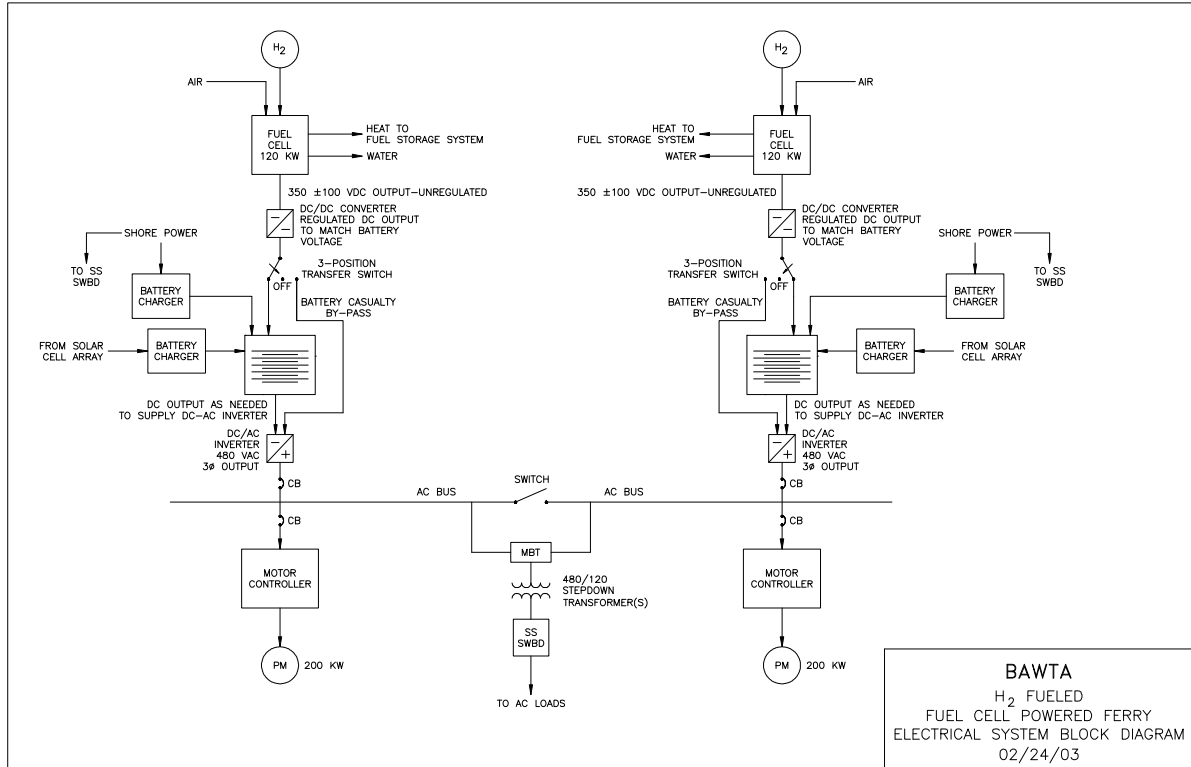 H2
AIR
FUEL
CELL
120 KW
HEAT TO
FUEL STORAGE SYSTEM
WATER
350 ±100 VDC OUTPUT–UNREGULATED
DC/DC CONVERTER
REGULATED DC OUTPUT
TO MATCH BATTERY
VOLTAGE
SHORE POWER
TO SS
SWBD
3–POSITION
TRANSFER SWITCH
OFF
BATTERY
CHARGER
BATTERY CASUALTY
BY–PASS
FROM SOLAR
CELL ARRAY
BATTERY
CHARGER
DC OUTPUT AS NEEDED
TO SUPPLY DC–AC INVERTER
DC/AC
INVERTER
480 VAC
3ø OUTPUT
CB
AC BUS
CB
MOTOR
CONTROLLER
PM
200 KW
SWITCH
MBT
480/120
STEPDOWN
TRANSFORMER(S)
SS
SWBD
TO AC LOADS
H2
AIR
FUEL
CELL
120 KW
HEAT TO
FUEL STORAGE SYSTEM
WATER
350 ±100 VDC OUTPUT–UNREGULATED
DC/DC CONVERTER
REGULATED DC OUTPUT
TO MATCH BATTERY
VOLTAGE
SHORE POWER
TO SS
SWBD
3–POSITION
TRANSFER SWITCH
OFF
BATTERY
CHARGER
BATTERY CASUALTY
BY–PASS
BATTERY
CHARGER
FROM SOLAR
CELL ARRAY
DC OUTPUT AS NEEDED
TO SUPPLY DC–AC INVERTER
DC/AC
INVERTER
480 VAC
3ø OUTPUT
CB
AC BUS
CB
MOTOR
CONTROLLER
PM
200 KW
BAWTA
H2 FUELED
FUEL CELL POWERED FERRY
ELECTRICAL SYSTEM BLOCK DIAGRAM
02/24/03